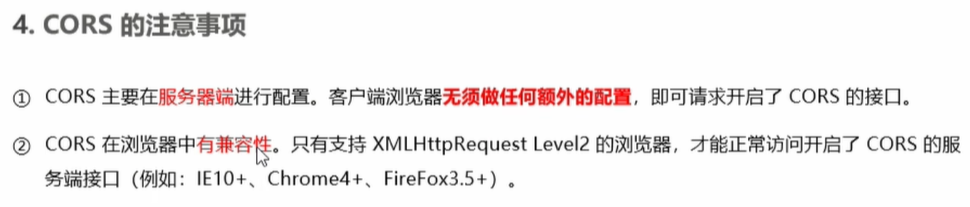 4. CORS 的注意事项
① CORS 主要在服务器端进行配置。客户端浏览器无须做任何额外的配置，即可请求开启了 CORS 的接口。
② CORS 在浏览器中有兼容性。只有支持 XMLHttpRequest Level2 的浏览器，才能正常访问开启了 CORS 的服
务端接口（例如：IE10+、Chrome4+、FireFox3.5+）。